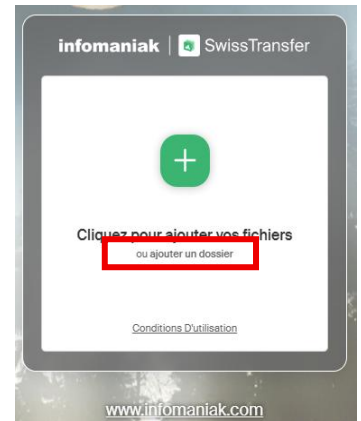 infomaniak | SwissTransfer
Cliquez pour ajouter vos fichiers
ou ajouter un dossier
Conditions D'utilisation
www.infomaniak.com